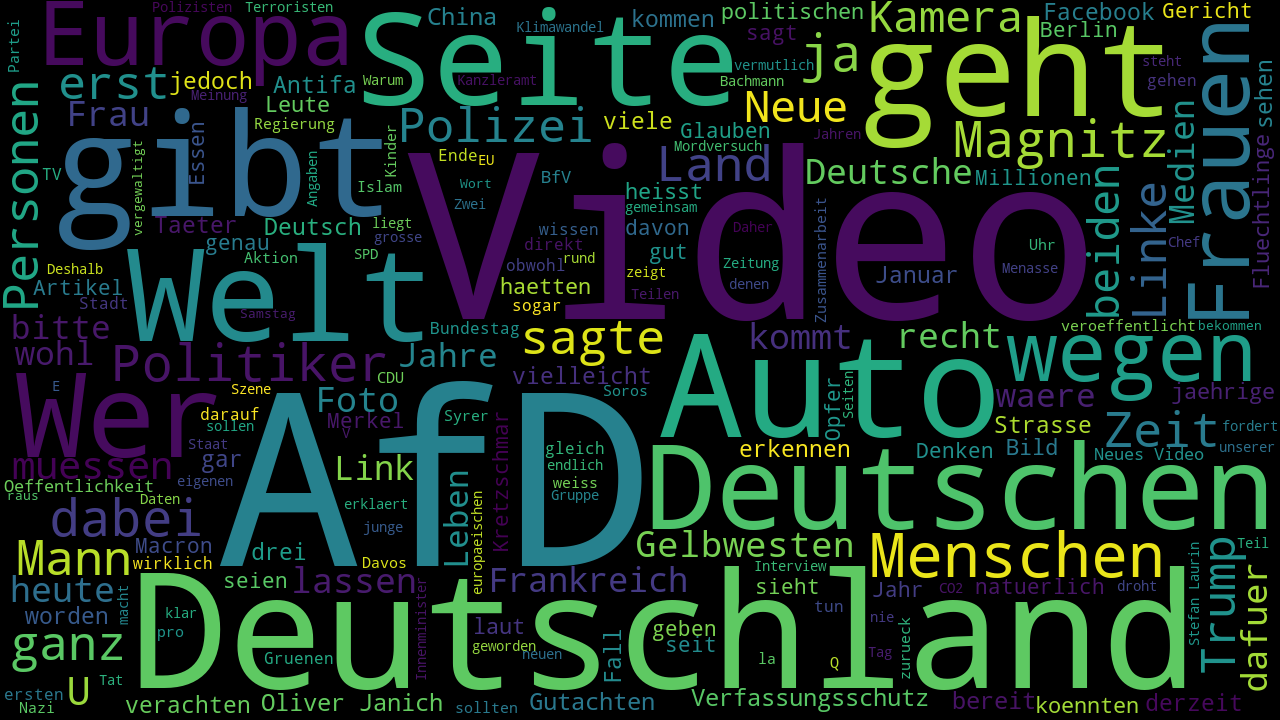 Partei
Europa
Polizisten
Terroristen
Seite
China
Klimawandel
kommen
politischen
Kamera
Facebook
Gericht
erst
jedoch
Meinung
Antifa
Warum
Kanzleramt
sagt
vermutlich
Bachmann
ja
geht
Berlin
steht
gehen
sehen
Frauen
Personen
Frau
Leute
Regierung
Polizei
viele
Neue
Glauben
Mordversuch
Jahren
Magnitz
Medien
Fluechtlinge
TV
gibt
vergewaltigt
Essen
Angaben
Kinder
Islam
Ende
EU
Wort
Zwei
BfV
Land
heisst
gemeinsam
Deutsche
Millionen
beiden
Linke
Chef
Taeter
genau
Deutsch
liegt
grosse
Video
wissen
direkt
obwohl
rund
davon
gut
Daher
Zeitung
denen
Zusammenarbeit
Uhr
Menasse
Januar
Deshalb
Artikel
Stadt
Welt
Aktion
SPD
Samstag
haetten
sogar
zeigt
Teilen
bitte
wohl
Politiker
Bundestag
Jahre
sagte
kommt
recht
veroeffentlicht
bekommen
wegen
Wer
E
CDU
Szene
Foto
vielleicht
Soros
Auto
Opfer
Seiten
waere
jaehrige
muessen
darauf
sollen
Staat
Merkel
V
Syrer
AfD
Kretzschmar
Strasse
Zeit
fordert
unserer
Oeffentlichkeit
raus
Daten
eigenen
gar
Link
gleich
endlich
weiss
Gruppe
erkennen
Denken
Bild
Neues Video
dabei
erklaert
junge
Leben
europaeischen
Deutschen
Mann
Macron
wirklich
drei
Davos
Gelbwesten
Menschen
Trump
Teil
dafuer
heute
worden
macht
seien
lassen
Innenminister
Frankreich
Interview
sieht
Jahr
CO2
natuerlich
droht
Stefan Laurin
ganz
klar
pro
Deutschland
laut
geworden
neuen
Fall
geben
seit
tun
nie
la
Q
Tag
zurueck
Gruenen
ersten
Nazi
U
Tat
verachten
Oliver Janich
sollten
Gutachten
Verfassungsschutz
bereit
koennten
derzeit